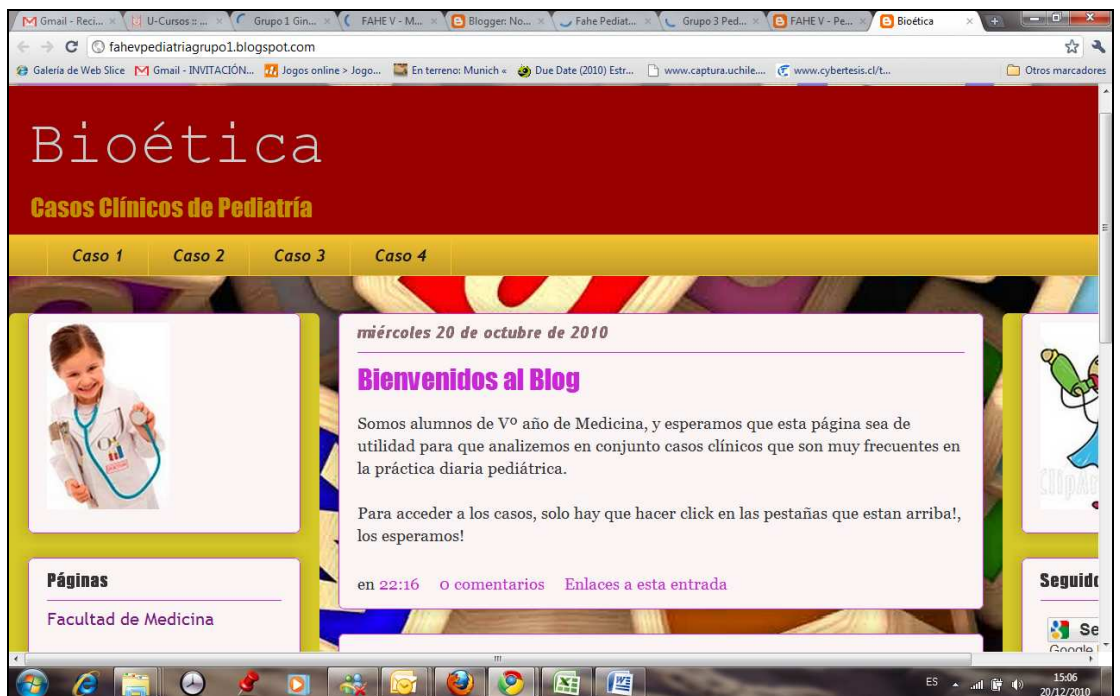 Gmail - Reci...
U-Cursos :: ...
Grupo 1 Gin...
FAHE V - M...
Blogger: No...
Fahe Pediat...
Grupo 3 Ped...
FAHE V - Pe...
Bioética
fahevpediatriagrupo1.blogspot.com
Galería de Web Slice
Gmail - INVITACIÓN...
Jogos online > Jogo...
En terreno: Munich «
Due Date (2010) Estr...
www.captura.uchile....
www.cybertesis.cl/t...
Otros marcadores
Bioética
Casos Clínicos de Pediatría
Caso 1
Caso 2
Caso 3
Caso 4
miércoles 20 de octubre de 2010
Bienvenidos al Blog
Somos alumnos de Vº año de Medicina, y esperamos que esta página sea de
utilidad para que analizemos en conjunto casos clínicos que son muy frecuentes en
la práctica diaria pediátrica.
Para acceder a los casos, solo hay que hacer click en las pestañas que estan arriba!,
los esperamos!
en 22:16 0 comentarios Enlaces a esta entrada
Páginas
Facultad de Medicina
Seguido
Se
Google
ES
15:06
20/12/2010